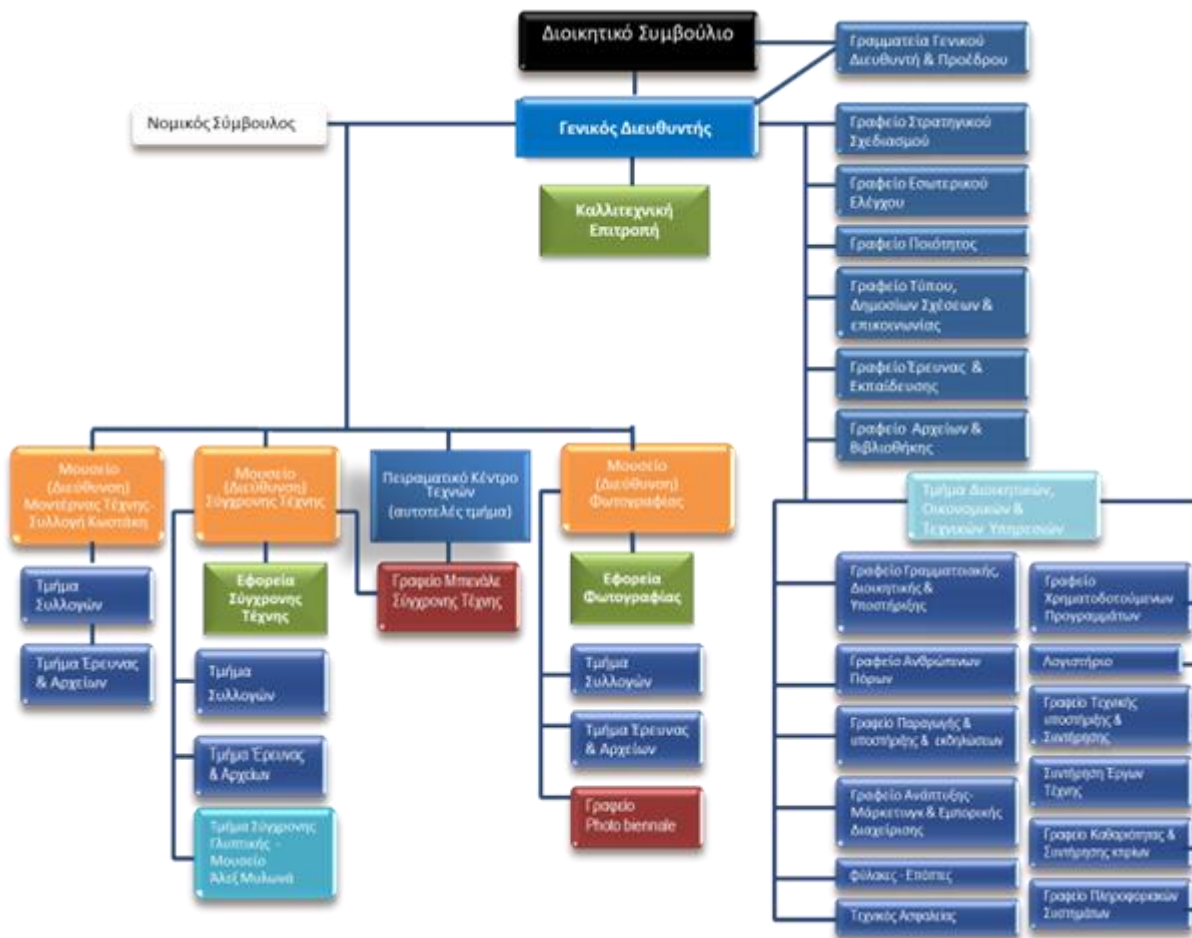 Διοικητικό Συμβούλιο
Γραμματεία Γενικού
Διευθυντή & Προέδρου
Νομικός Σύμβουλος
Γενικός Διευθυντής
Γραφείο Στρατηγικού
Σχεδιασμού
Καλλιτεχνική
Επιτροπή
Γραφείο Εσωτερικού
Ελέγχου
Γραφείο Ποιότητος
Γραφείο Τύπου,
Δημοσίων Σχέσεων &
επικοινωνίας
Γραφείο Έρευνας &
Εκπαίδευσης
Γραφείο Αρχείων &
Βιβλιοθήκης
Μουσείο
(Διεύθυνση)
Μοντέρνας Τέχνης-
Συλλογή Κωστάκη
Μουσείο
(Διεύθυνση)
Σύγχρονης Τέχνης
Πειραματικό Κέντρο
Τεχνών
(αυτοτελές τμήμα)
Μουσείο
(Διεύθυνση)
Φωτογραφίας
Τμήμα Διοικητικών,
Οικονομικών &
Τεχνικών Υπηρεσιών
Τμήμα
Συλλογών
Τμήμα Έρευνας
& Αρχείων
Εφορεία
Σύγχρονης
Τέχνης
Τμήμα
Συλλογών
Τμήμα Έρευνας
& Αρχείων
Τμήμα Σύγχρονης
Γλυπτικής -
Μουσείο
Άλεξ Μυλωνά
Γραφείο Μπιενάλε
Σύγχρονης Τέχνης
Εφορεία
Φωτογραφίας
Τμήμα
Συλλογών
Τμήμα Έρευνας
& Αρχείων
Γραφείο
Photo biennale
Γραφείο Γραμματειακής,
Διοικητικής &
Υποστήριξης
Γραφείο Ανθρώπινων
Πόρων
Γραφείο Παραγωγής &
υποστήριξης & εκδηλώσεων
Γραφείο Ανάπτυξης-
Μάρκετινγκ & Εμπορικής
Διαχείρισης
Φύλακες - Επόπτες
Τεχνικός Ασφαλείας
Γραφείο
Χρηματοδοτούμενων
Προγραμμάτων
Λογιστήριο
Γραφείο Τεχνικής
υποστήριξης &
Συντήρησης
Συντήρηση Έργων
Τέχνης
Γραφείο Καθαριότητας &
Συντήρησης κτιρίων
Γραφείο Πληροφοριακών
Συστημάτων